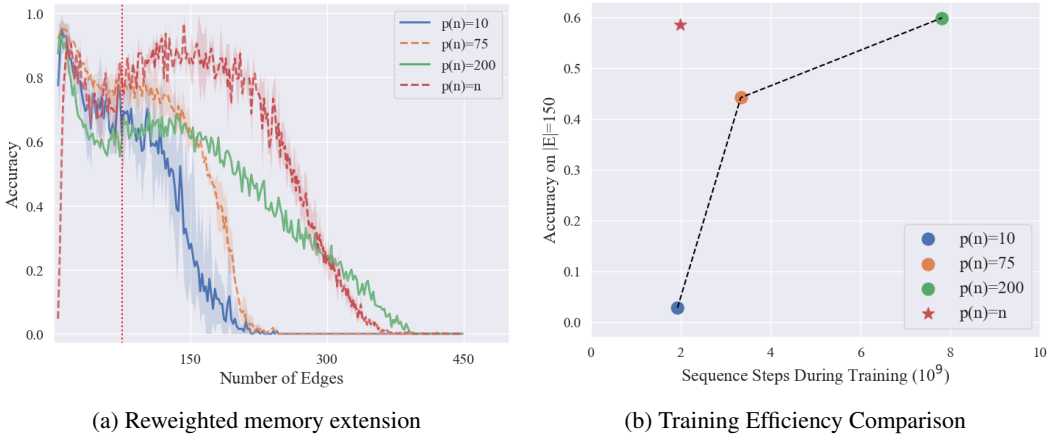 1.0
0.8
0.6
0.4
0.2
0.0
Accuracy
150
300
450
Number of Edges
p(n)=10
p(n)=75
p(n)=200
p(n)=n
(a) Reweighted memory extension
0.6
0.5
0.4
0.3
0.2
0.1
0.0
Accuracy on |E|=150
0
2
4
6
8
10
Sequence Steps During Training (10⁹)
p(n)=10
p(n)=75
p(n)=200
p(n)=n
(b) Training Efficiency Comparison